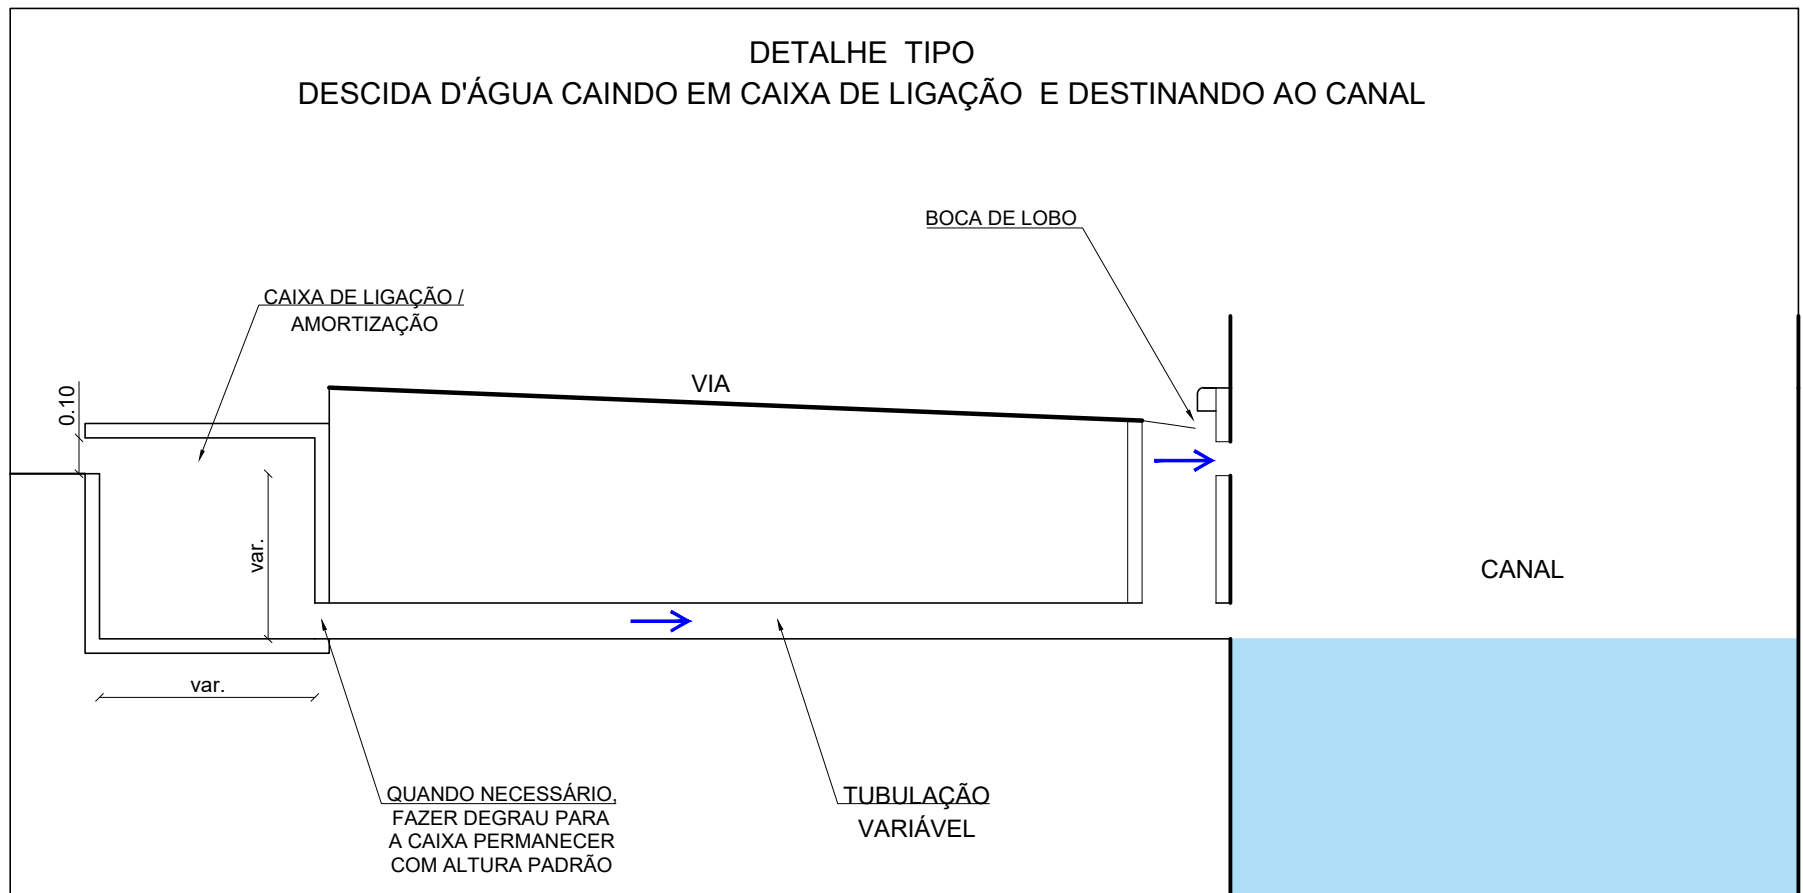 DETALHE TIPO
DESCIDA D'ÁGUA CAINDO EM CAIXA DE LIGAÇÃO E DESTINANDO AO CANAL
BOCA DE LOBO
CAIXA DE LIGAÇÃO /
AMORTIZAÇÃO
VIA
0.10
var.
CANAL
var.
QUANDO NECESSÁRIO,
FAZER DEGRAU PARA
A CAIXA PERMANECER
COM ALTURA PADRÃO
TUBULAÇÃO
VARIÁVEL